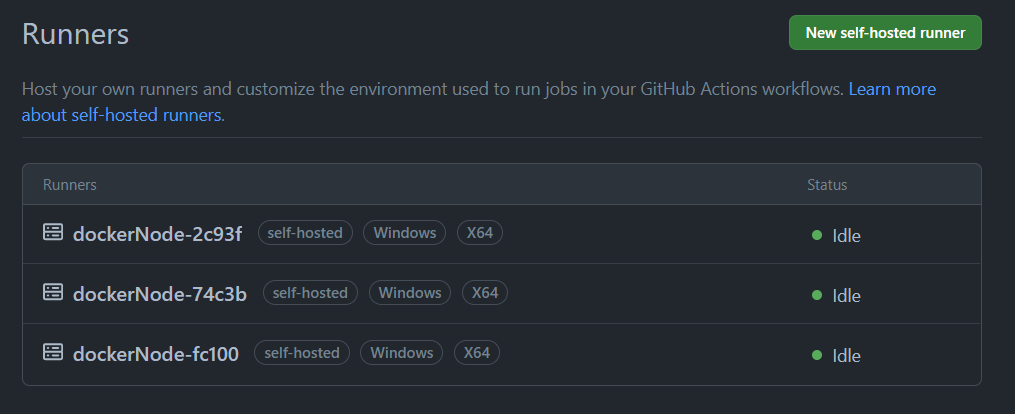 Runners
New self-hosted runner
Host your own runners and customize the environment used to run jobs in your GitHub Actions workflows. Learn more
about self-hosted runners.
Runners Status
dockerNode-2c93f self-hosted Windows X64 Idle
dockerNode-74c3b self-hosted Windows X64 Idle
dockerNode-fc100 self-hosted Windows X64 Idle